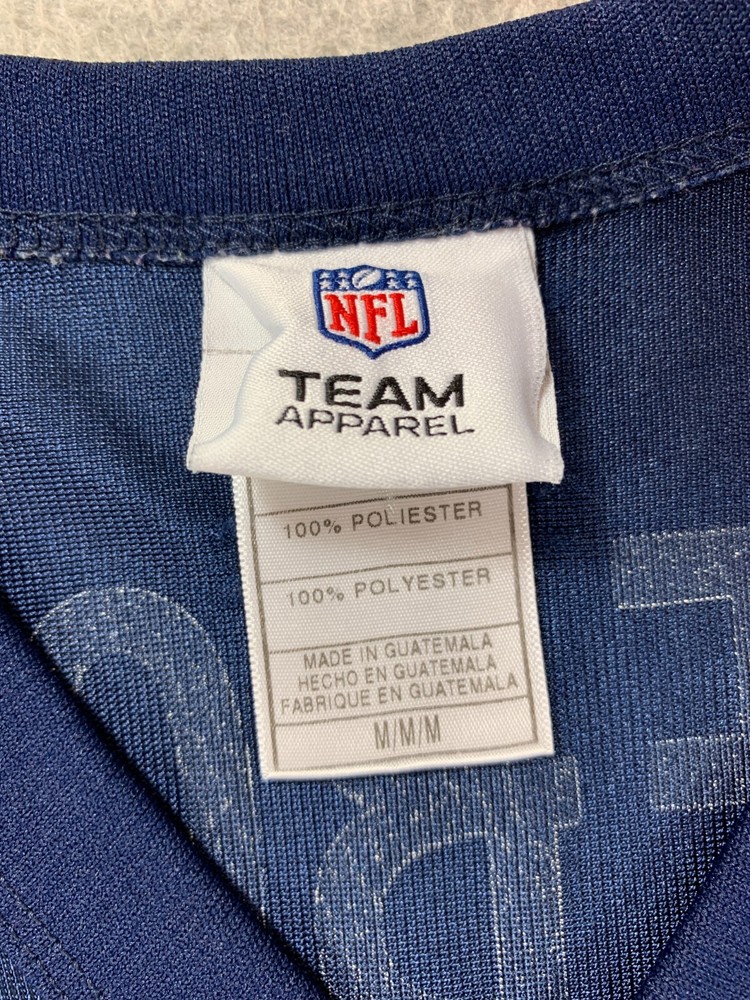 NFL
TEAM
APPAREL
100% POLIESTER
100% POLYESTER
MADE IN GUATEMALA
HECHO EN GUATEMALA
FABRIQUE EN GUATEMALA
M/M/M